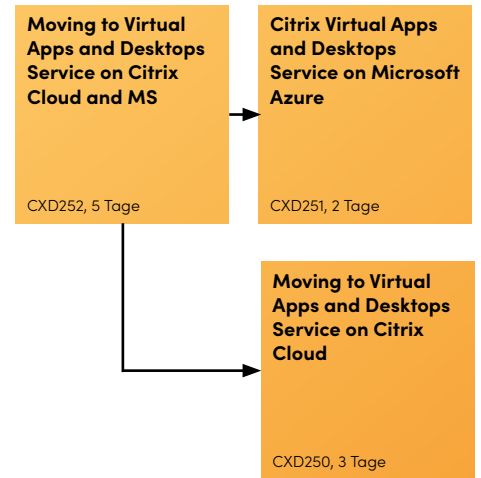 Moving to Virtual
Apps and Desktops
Service on Citrix
Cloud and MS
CXD252, 5 Tage
Citrix Virtual Apps
and Desktops
Service on Microsoft
Azure
CXD251, 2 Tage
Moving to Virtual
Apps and Desktops
Service on Citrix
Cloud
CXD250, 3 Tage